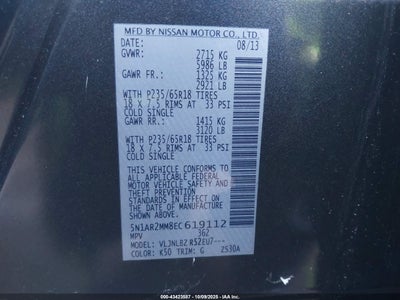 MFD BY NISSAN MOTOR CO., LTD.
DATE: 08/13
GVWR: 2715 KG
5986 LB
GAWR FR.: 1325 KG
2921 LB
WITH P235/65R18 TIRES
18 X 7.5 RIMS AT 33 PSI
COLD SINGLE
GAWR RR.: 1415 KG
3120 LB
WITH P235/65R18 TIRES
18 X 7.5 RIMS AT 33 PSI
COLD SINGLE
THIS VEHICLE CONFORMS TO ALL
APPLICABLE FEDERAL
MOTOR VEHICLE SAFETY AND
THEFT PREVENTION STANDARDS
IN EFFECT ON THE DATE OF
MANUFACTURE SHOWN ABOVE.
5N1AR2MM8EC619112
MPV 362
VLJNLBZ R52EU7---
COLOR: K50 TRIM: G ZS30A
ID: 000-43423587 10/09/2025 - IAA Inc.